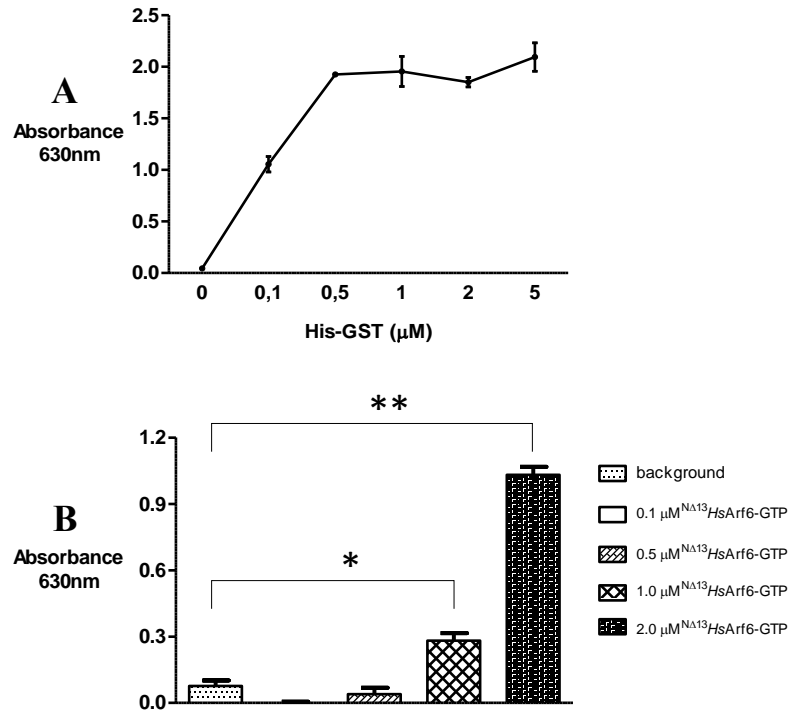 A
Absorbance
630nm
2.5
2.0
1.5
1.0
0.5
0.0
0 0,1 0,5 1 2 5
His-GST (μM)
B
Absorbance
630nm
1.2
0.9
0.6
0.3
0.0
**
*
background
0.1 μM NΔ13HsArf6-GTP
0.5 μM NΔ13HsArf6-GTP
1.0 μM NΔ13HsArf6-GTP
2.0 μM NΔ13HsArf6-GTP